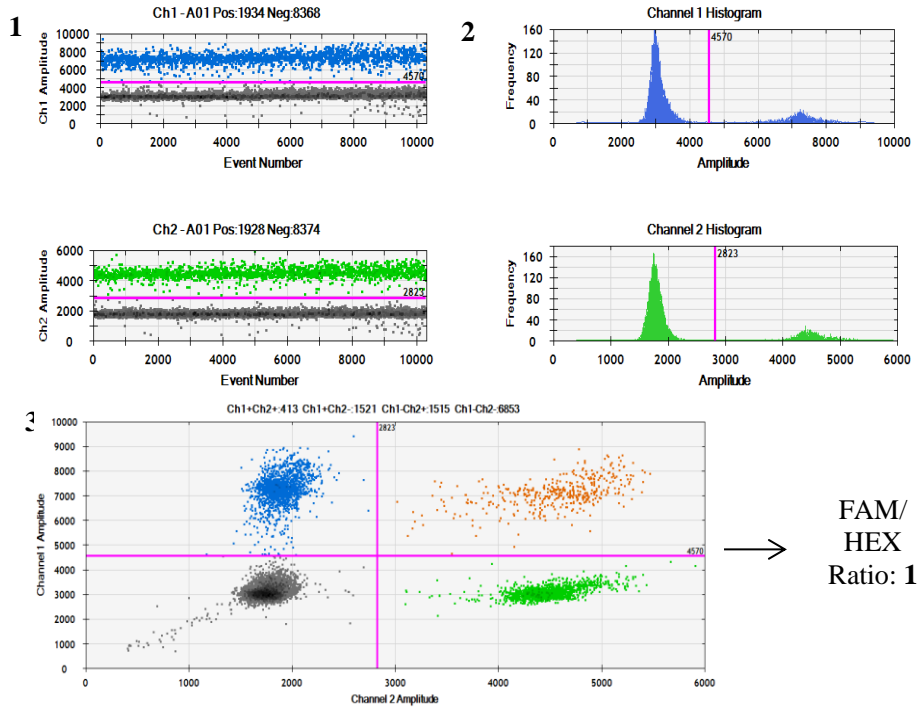 1
Ch1 - A01 Pos:1934 Neg:8368
Ch1 Amplitude
10000
8000
6000
4000
2000
0
4570
0 2000 4000 6000 8000 10000
Event Number
2
Channel 1 Histogram
Frequency
160
120
80
40
0
4570
0 2000 4000 6000 8000 10000
Amplitude
Ch2 - A01 Pos:1928 Neg:8374
Ch2 Amplitude
6000
4000
2000
0
2823
0 2000 4000 6000 8000 10000
Event Number
Channel 2 Histogram
Frequency
160
120
80
40
0
2823
0 1000 2000 3000 4000 5000 6000
Amplitude
3
Ch1+Ch2+:413 Ch1+Ch2-:1521 Ch1-Ch2+:1515 Ch1-Ch2-:6853
Channel 1 Amplitude
10000
9000
8000
7000
6000
5000
4000
3000
2000
1000
0
2823
4570
0 1000 2000 3000 4000 5000 6000
Channel 2 Amplitude
FAM/
HEX
Ratio: 1